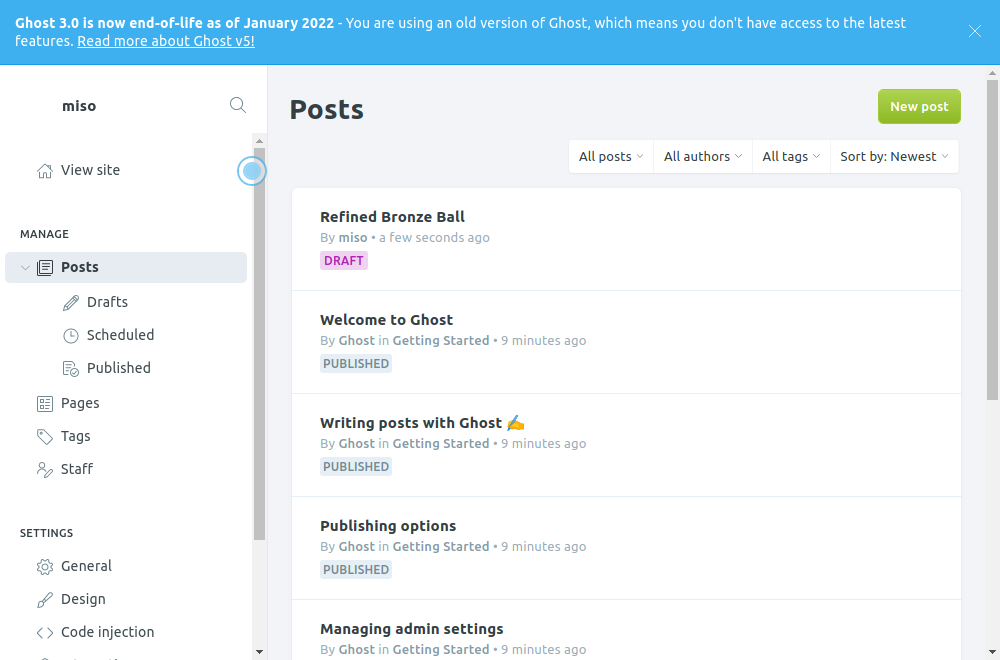 Ghost 3.0 is now end-of-life as of January 2022 - You are using an old version of Ghost, which means you don't have access to the latest
features. Read more about Ghost v5!
miso
View site
MANAGE
Posts
Drafts
Scheduled
Published
Pages
Tags
Staff
SETTINGS
General
Design
Code injection
Posts
New post
All posts
All authors
All tags
Sort by: Newest
Refined Bronze Ball
By miso • a few seconds ago
DRAFT
Welcome to Ghost
By Ghost in Getting Started • 9 minutes ago
PUBLISHED
Writing posts with Ghost ✍️
By Ghost in Getting Started • 9 minutes ago
PUBLISHED
Publishing options
By Ghost in Getting Started • 9 minutes ago
PUBLISHED
Managing admin settings
By Ghost in Getting Started • 9 minutes ago